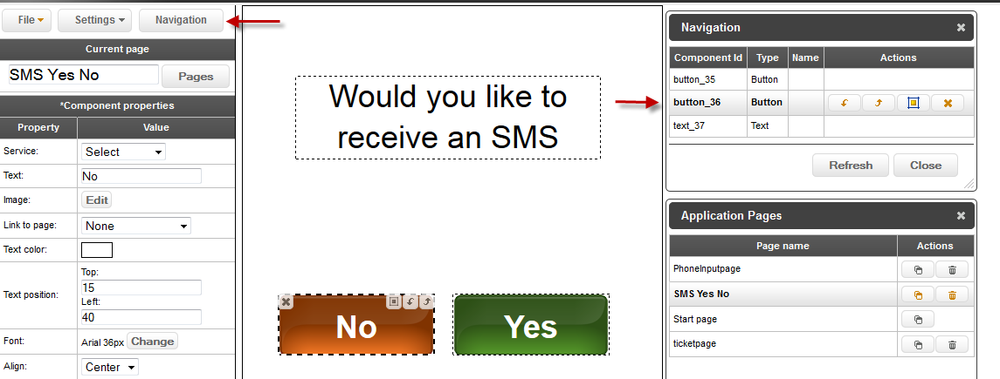 File Settings Navigation
Current page
SMS Yes No Pages
*Component properties
Property Value
Service: Select
Text: No
Image: Edit
Link to page: None
Text color:
Text position:
Top:
15
Left:
40
Font: Arial 36px Change
Align: Center
Would you like to
receive an SMS
No Yes
Navigation
Component Id Type Name Actions
button_35 Button
button_36 Button
text_37 Text
Refresh Close
Application Pages
Page name Actions
PhoneInputpage
SMS Yes No
Start page
ticketpage